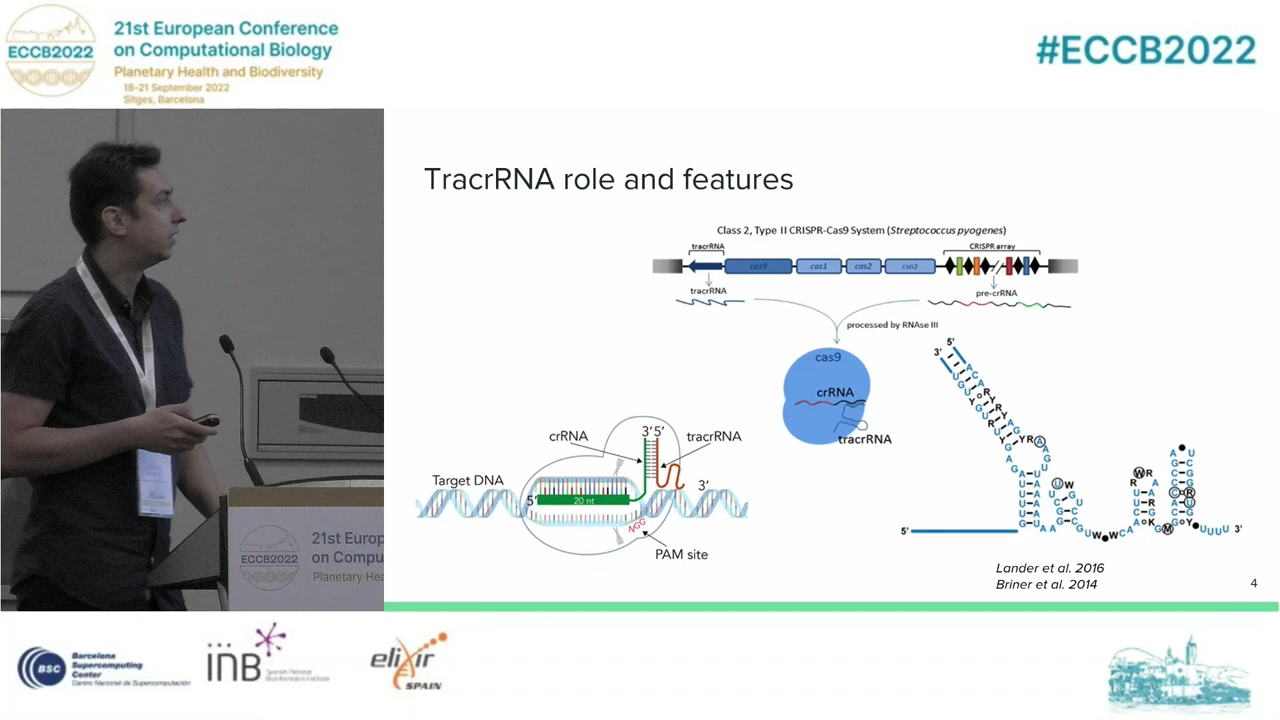 ECCB2022
21st European Conference
on Computational Biology
Planetary Health and Biodiversity
18-21 September 2022
Sitges, Barcelona
#ECCB2022
TracrRNA role and features
Class 2, Type II CRISPR-Cas9 System (Streptococcus pyogenes)
tracrRNA
CRISPR array
cas9
cas1
cas2
csn2
tracrRNA
pre-crRNA
processed by RNAse III
cas9
crRNA
tracrRNA
crRNA
3' 5'
tracrRNA
Target DNA
3'
5'
20 nt
NGG
PAM site
5'
3'
5'
3'
Lander et al. 2016
Briner et al. 2014
4
ECCB2022
21st Europ
on Compu
Planetary Hea
BSC
Barcelona
Supercomputing
Center
Centro Nacional de Supercomputación
INB
Spanish National
Bioinformatics Institute
elixir
SPAIN